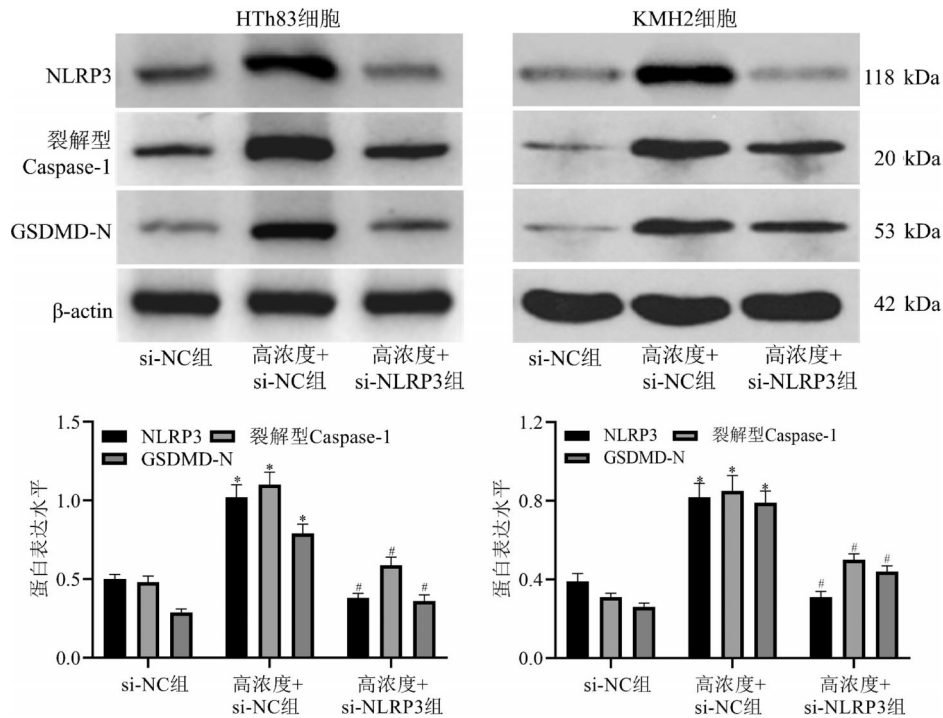 HTh83细胞
KMH2细胞
NLRP3
118 kDa
裂解型
Caspase-1
20 kDa
GSDMD-N
53 kDa
β-actin
42 kDa
si-NC组
高浓度+
si-NC组
高浓度+
si-NLRP3组
si-NC组
高浓度+
si-NC组
高浓度+
si-NLRP3组
蛋白表达水平
1.5
1.0
0.5
0.0
NLRP3
裂解型Caspase-1
GSDMD-N
* * *
# # #
si-NC组
高浓度+
si-NC组
高浓度+
si-NLRP3组
蛋白表达水平
1.2
0.8
0.4
0.0
NLRP3
裂解型Caspase-1
GSDMD-N
* * *
# # #
si-NC组
高浓度+
si-NC组
高浓度+
si-NLRP3组